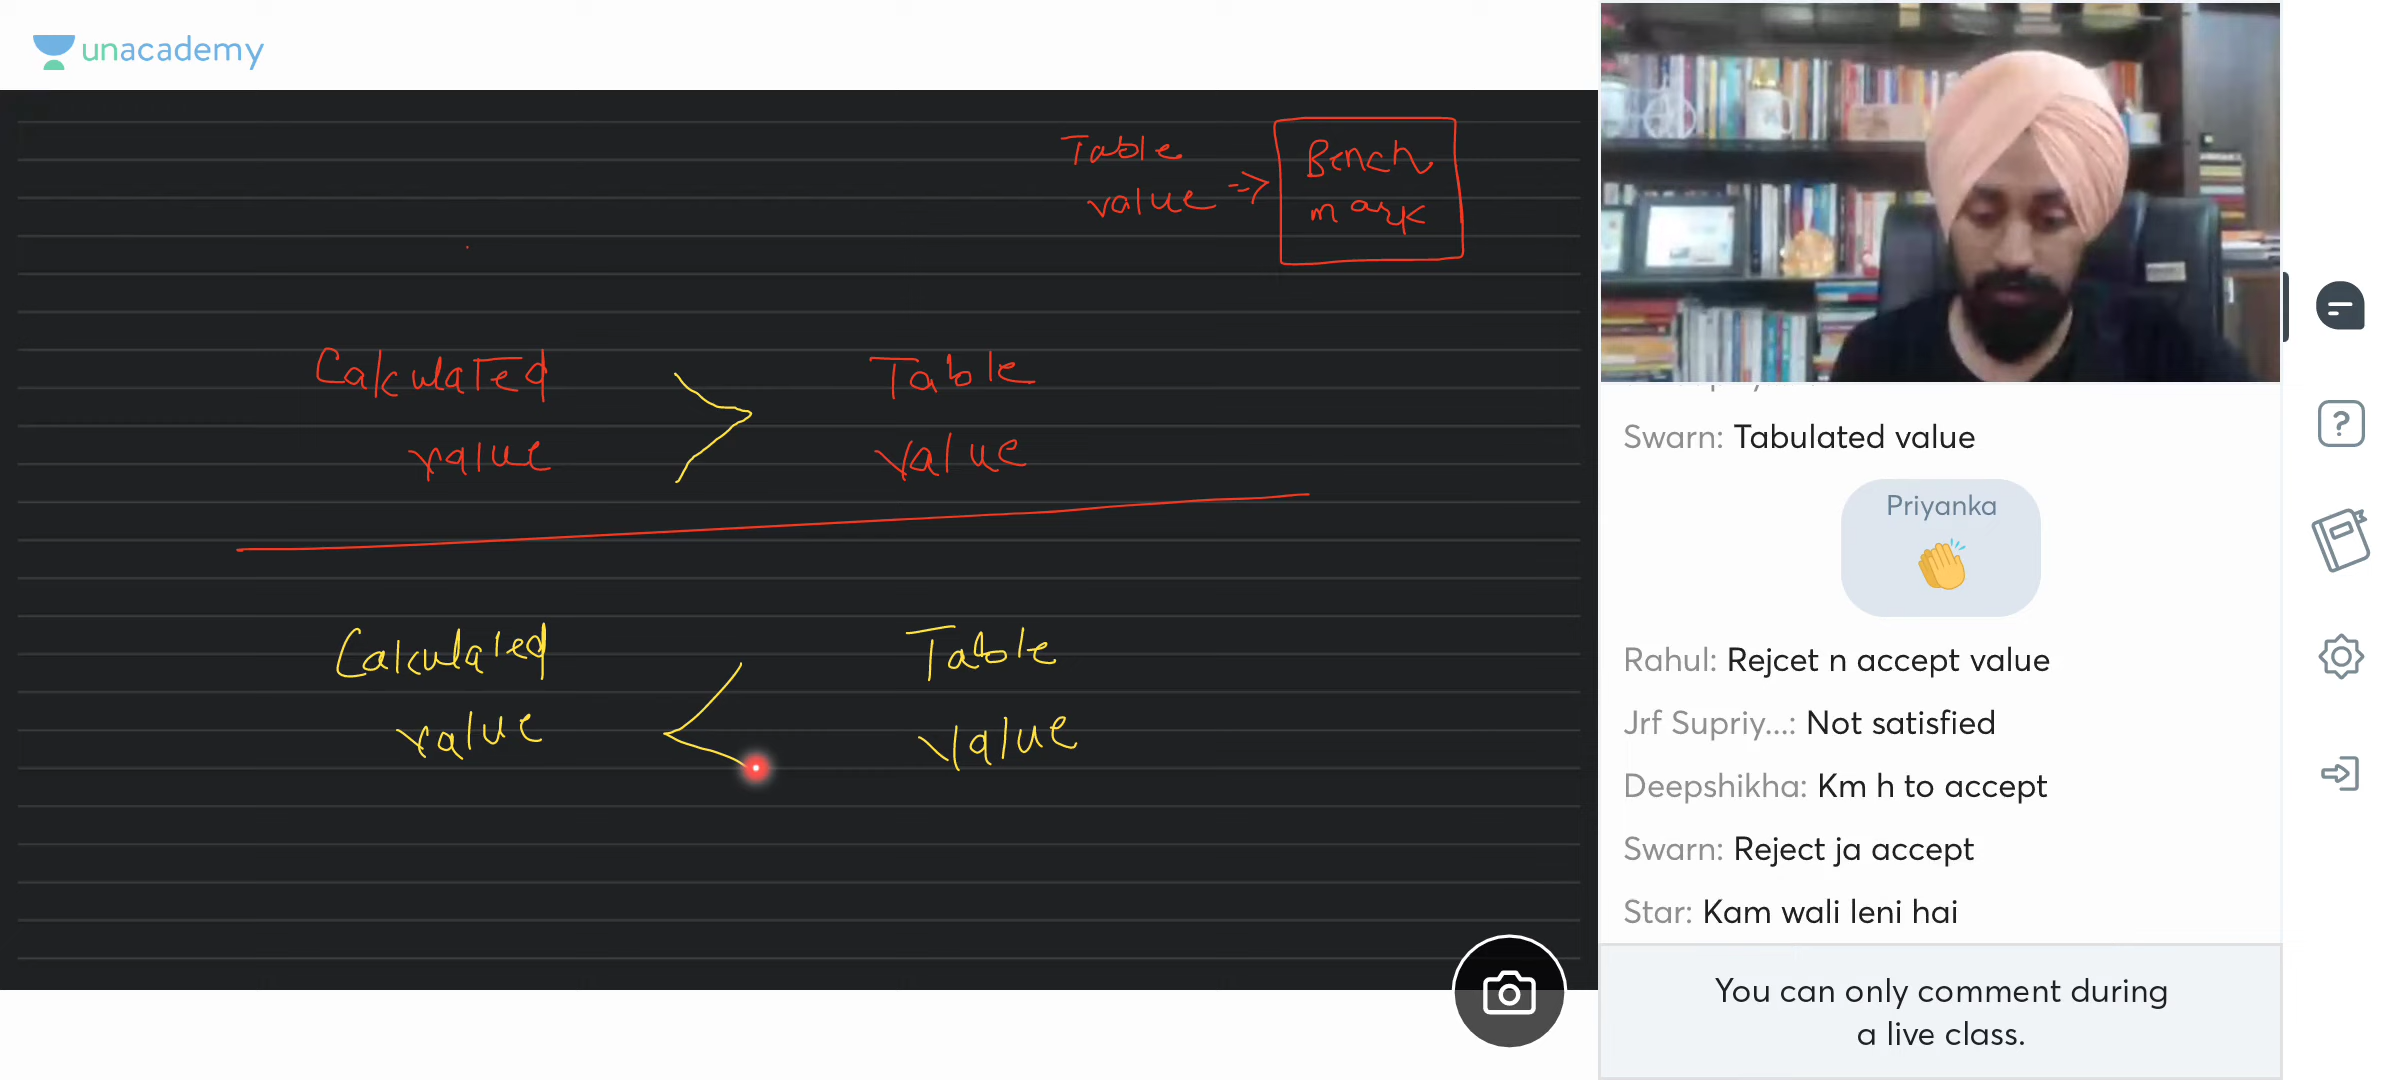 unacademy
Table
value => Bench
mark
Calculated > Table
value value
Calculated < Table
value value
Swarn: Tabulated value
Priyanka
Rahul: Rejcet n accept value
Jrf Supriy...: Not satisfied
Deepshikha: Km h to accept
Swarn: Reject ja accept
Star: Kam wali leni hai
You can only comment during
a live class.